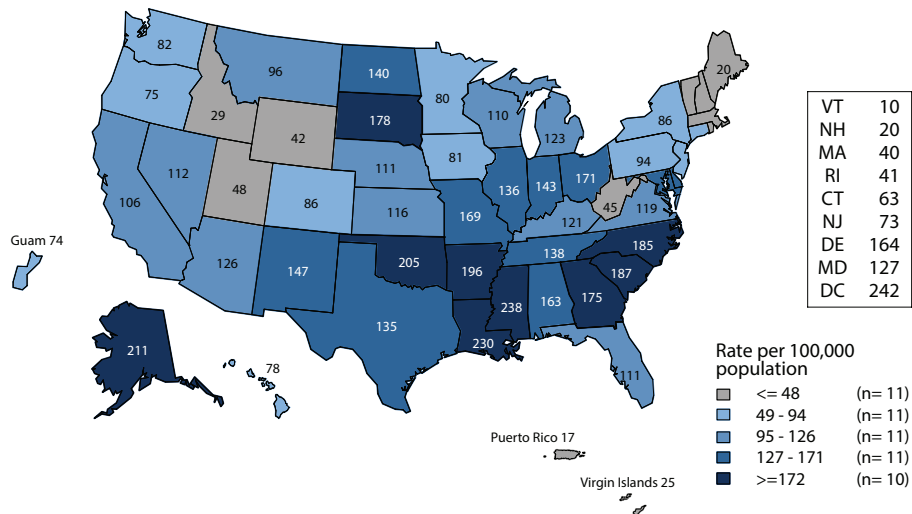 82
96
140
20
75
80
86
29
178
110
42
123
94
111
81
112
48
136
143
171
86
106
116
169
45
119
121
Guam 74
126
147
205
138
185
196
187
163
175
238
135
230
211
78
111
VT 10
NH 20
MA 40
RI 41
CT 63
NJ 73
DE 164
MD 127
DC 242
Rate per 100,000
population
<= 48 (n= 11)
49 - 94 (n= 11)
95 - 126 (n= 11)
127 - 171 (n= 11)
>=172 (n= 10)
Puerto Rico 17
Virgin Islands 25